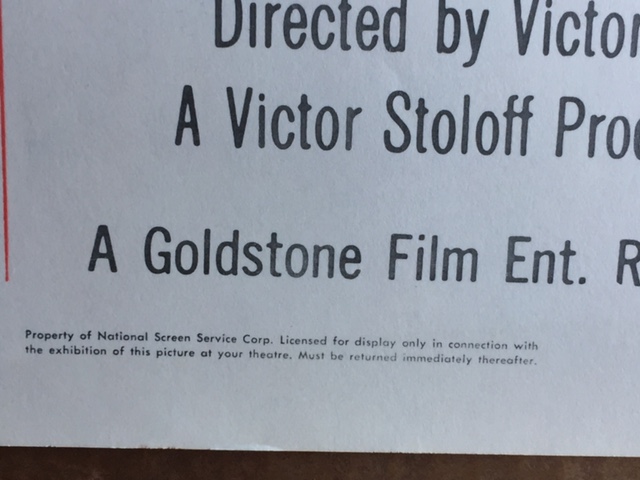 Directed by Victor
A Victor Stoloff Pro
A Goldstone Film Ent. R
Property of National Screen Service Corp. Licensed for display only in connection with
the exhibition of this picture at your theatre. Must be returned immediately thereafter.